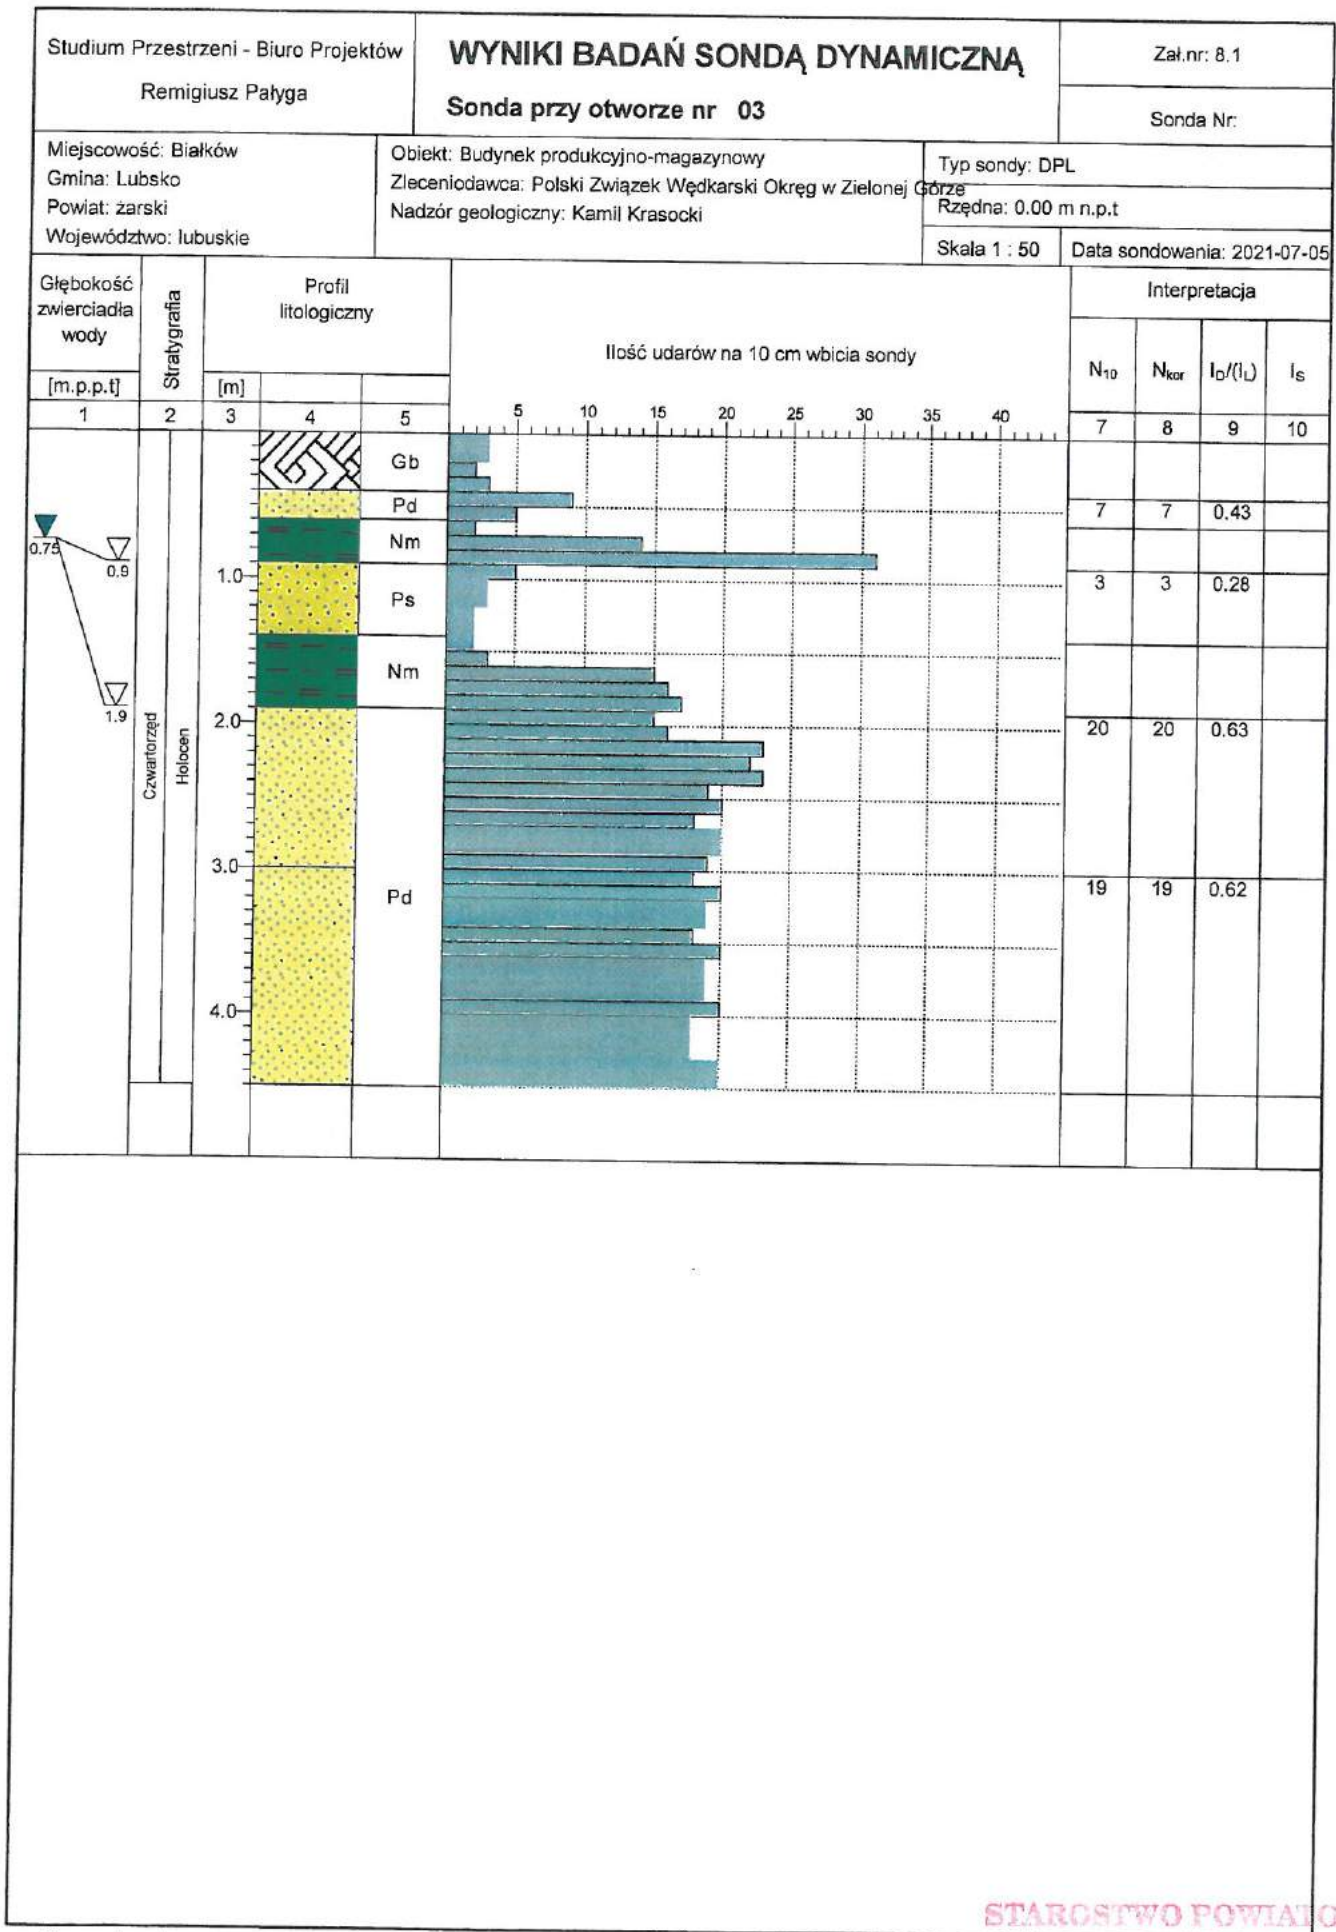 Studium Przestrzeni - Biuro Projektów
Remigiusz Pałyga
WYNIKI BADAŃ SONDĄ DYNAMICZNĄ
Sonda przy otworze nr 03
Zał.nr: 8.1
Sonda Nr:
Miejscowość: Białków
Gmina: Lubsko
Powiat: żarski
Województwo: lubuskie
Obiekt: Budynek produkcyjno-magazynowy
Zleceniodawca: Polski Związek Wędkarski Okręg w Zielonej Górze
Nadzór geologiczny: Kamil Krasocki
Typ sondy: DPL
Rzędna: 0.00 m n.p.t
Skala 1 : 50
Data sondowania: 2021-07-05
Głębokość
zwierciadła
wody
[m.p.p.t]
Stratygrafia
Profil
litologiczny
[m]
Ilość udarów na 10 cm wbicia sondy
Interpretacja
N10 Nkor ID/(IL) IS
1 2 3 4 5
5 10 15 20 25 30 35 40
7 8 9 10
Gb
Pd
7 7 0.43
Nm
0.75
0.9
1.0
3 3 0.28
Ps
Nm
1.9
2.0
20 20 0.63
Czwartorzęd
Holocen
3.0
19 19 0.62
Pd
4.0
STAROSTWO POWIATO